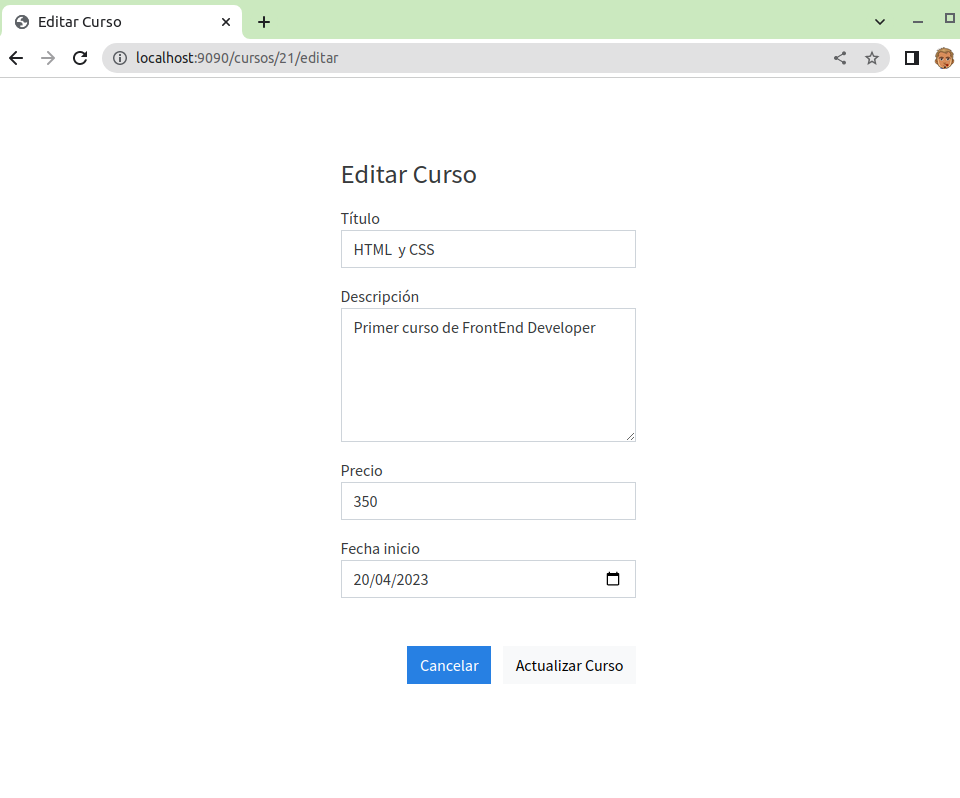 Editar Curso
localhost:9090/cursos/21/editar
Editar Curso
Título
HTML  y CSS
Descripción
Primer curso de FrontEnd Developer
Precio
350
Fecha inicio
20/04/2023
Cancelar Actualizar Curso